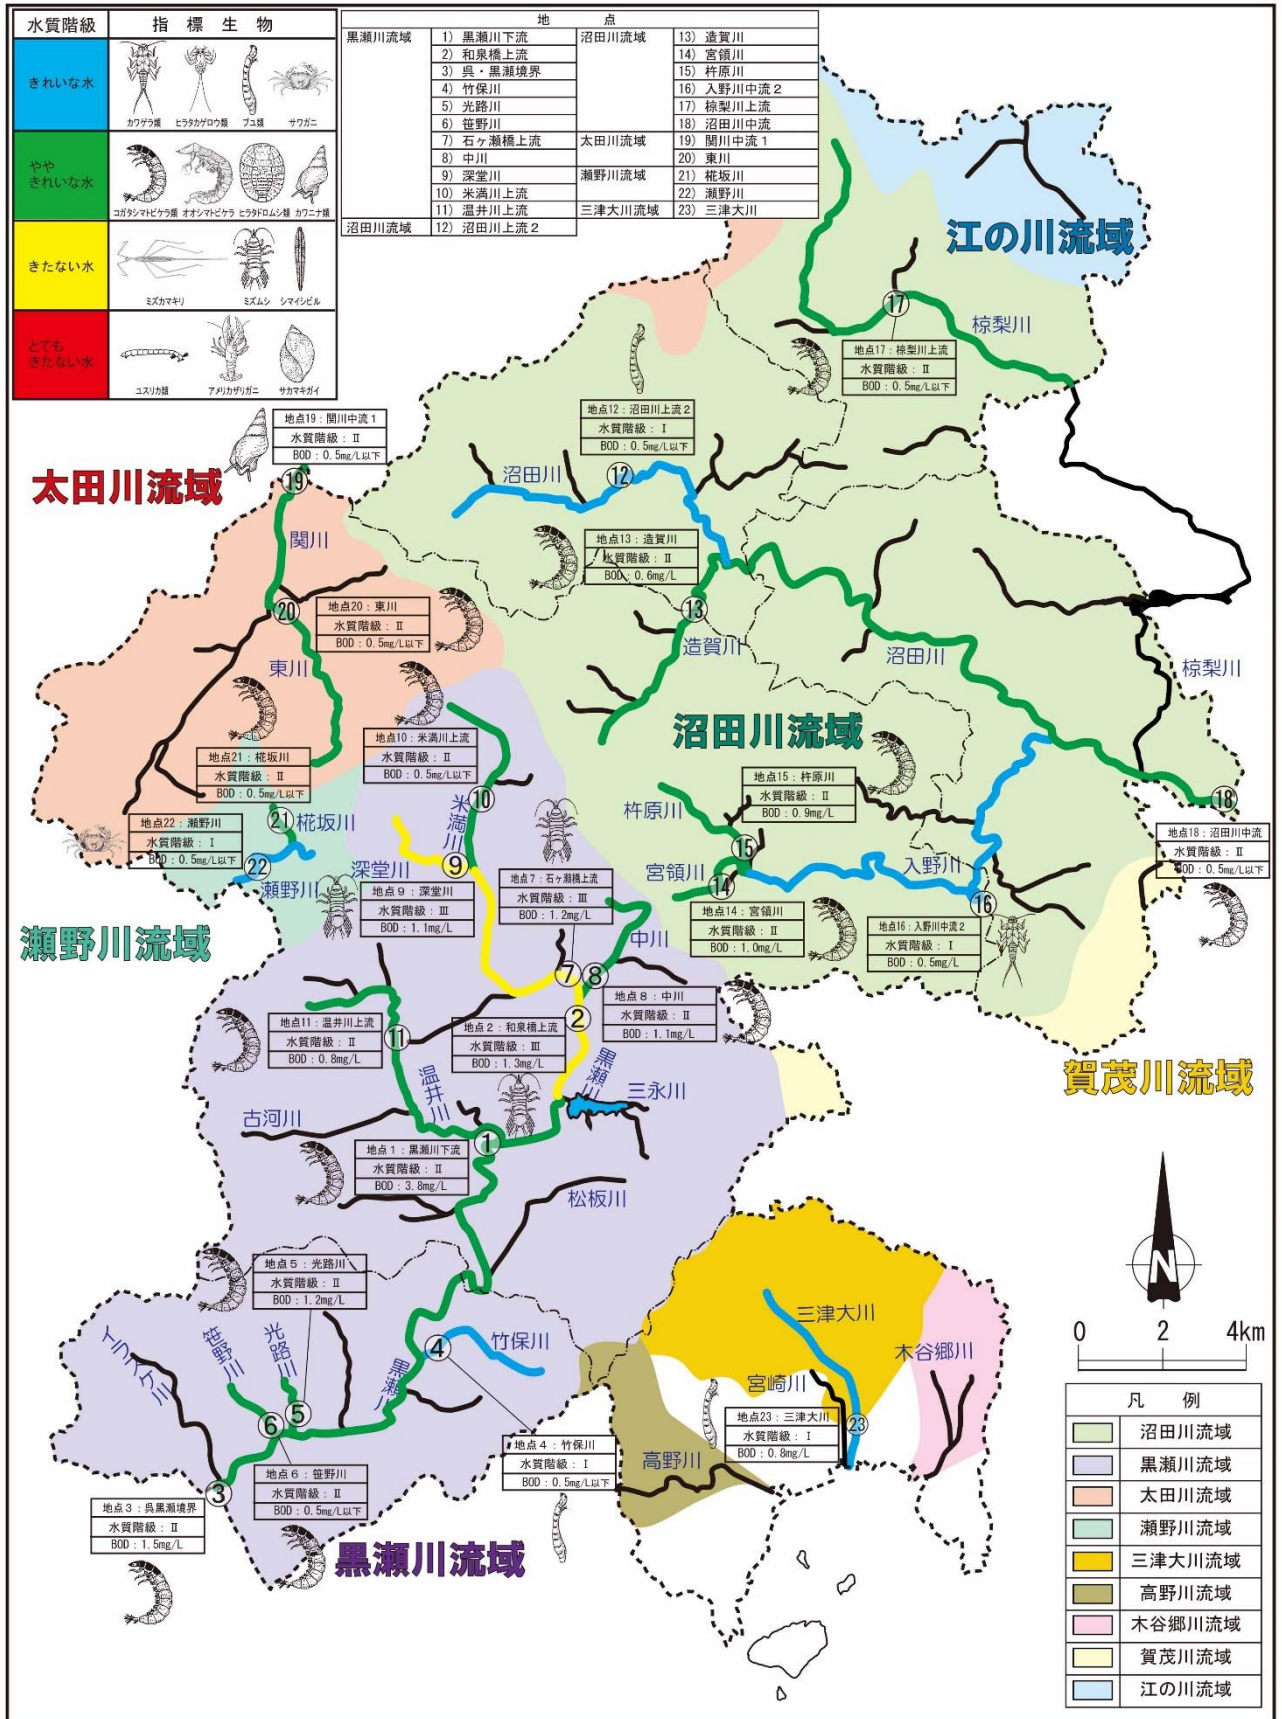 水質階級 指標生物
きれいな水
カワゲラ類 ヒラタカゲロウ類 ブユ類 サワガニ
やや
きれいな水
コガタシマトビケラ類 オオシマトビケラ ヒラタドロムシ類 カワニナ類
きたない水
ミズカマキリ ミズムシ シマイシビル
とても
きたない水
ユスリカ類 アメリカザリガニ サカマキガイ
地点
黒瀬川流域 1) 黒瀬川下流 沼田川流域 13) 造賀川
2) 和泉橋上流 14) 宮領川
3) 呉・黒瀬境界 15) 杵原川
4) 竹保川 16) 入野川中流2
5) 光路川 17) 椋梨川上流
6) 笹野川 18) 沼田川中流
7) 石ヶ瀬橋上流 太田川流域 19) 関川中流1
8) 中川 20) 東川
9) 深堂川 瀬野川流域 21) 椛坂川
10) 米満川上流 22) 瀬野川
11) 温井川上流 三津大川流域 23) 三津大川
沼田川流域 12) 沼田川上流2
江の川流域
17
椋梨川
地点17:椋梨川上流
水質階級:Ⅱ
BOD:0.5mg/L以下
地点12:沼田川上流2
水質階級:Ⅰ
BOD:0.5mg/L以下
地点19:関川中流1
水質階級:Ⅱ
BOD:0.5mg/L以下
太田川流域
19
沼田川
12
関川
地点13:造賀川
水質階級:Ⅱ
BOD:0.6mg/L
地点20:東川
水質階級:Ⅱ
BOD:0.5mg/L以下
20
13
東川
造賀川
沼田川
椋梨川
沼田川流域
地点10:米満川上流
水質階級:Ⅱ
BOD:0.5mg/L以下
地点21:椛坂川
水質階級:Ⅱ
BOD:0.5mg/L以下
地点15:杵原川
水質階級:Ⅱ
BOD:0.9mg/L
10
米満川
杵原川
18
21
椛坂川
地点22:瀬野川
水質階級:Ⅰ
BOD:0.5mg/L以下
地点18:沼田川中流
水質階級:Ⅱ
BOD:0.5mg/L以下
22
瀬野川
深堂川
9
15
宮領川
14
入野川
16
地点9:深堂川
水質階級:Ⅲ
BOD:1.1mg/L
地点7:石ヶ瀬橋上流
水質階級:Ⅲ
BOD:1.2mg/L
地点14:宮領川
水質階級:Ⅱ
BOD:1.0mg/L
地点16:入野川中流2
水質階級:Ⅰ
BOD:0.5mg/L
瀬野川流域
中川
7
8
地点8:中川
水質階級:Ⅱ
BOD:1.1mg/L
地点11:温井川上流
水質階級:Ⅱ
BOD:0.8mg/L
11
地点2:和泉橋上流
水質階級:Ⅲ
BOD:1.3mg/L
2
賀茂川流域
温井川
黒瀬川
三永川
古河川
地点1:黒瀬川下流
水質階級:Ⅱ
BOD:3.8mg/L
1
松板川
地点5:光路川
水質階級:Ⅱ
BOD:1.2mg/L
N
イラスケ川
笹野川
光路川
黒瀬川
4
竹保川
三津大川
木谷郷川
宮崎川
0 2 4km
6
5
地点23:三津大川
水質階級:Ⅰ
BOD:0.8mg/L
23
地点4:竹保川
水質階級:Ⅰ
BOD:0.5mg/L以下
高野川
3
地点6:笹野川
水質階級:Ⅱ
BOD:0.5mg/L以下
地点3:呉黒瀬境界
水質階級:Ⅱ
BOD:1.5mg/L
黒瀬川流域
凡例
沼田川流域
黒瀬川流域
太田川流域
瀬野川流域
三津大川流域
高野川流域
木谷郷川流域
賀茂川流域
江の川流域